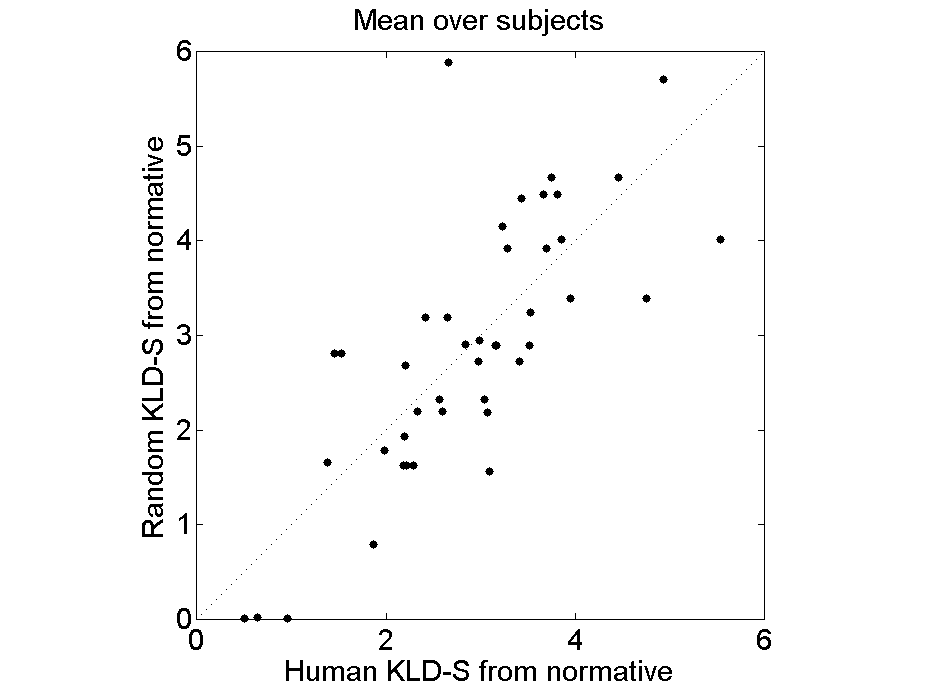 Mean over subjects
Random KLD-S from normative
6
5
4
3
2
1
0
0 2 4 6
Human KLD-S from normative